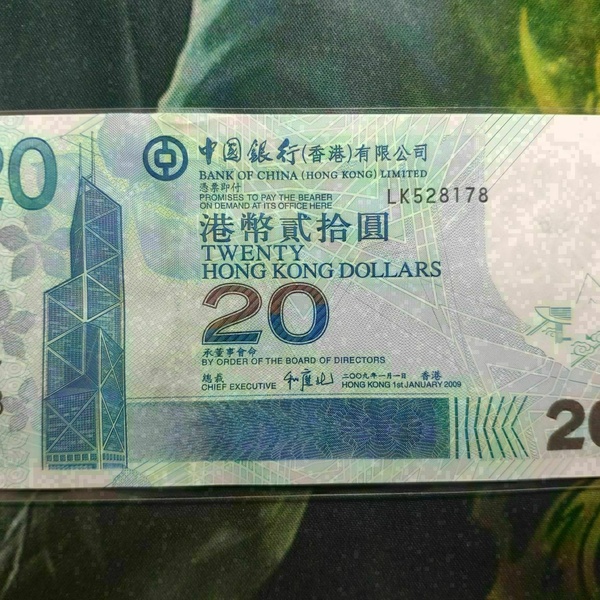 20
中国銀行(香港)有限公司
BANK OF CHINA (HONG KONG) LIMITED
憑票即付
PROMISES TO PAY THE BEARER
ON DEMAND AT ITS OFFICE HERE
LK528178
港幣貳拾圓
TWENTY
HONG KONG DOLLARS
20
承董事會命
BY ORDER OF THE BOARD OF DIRECTORS
總裁
CHIEF EXECUTIVE
二〇〇九年一月一日 香港
HONG KONG 1st JANUARY 2009
20